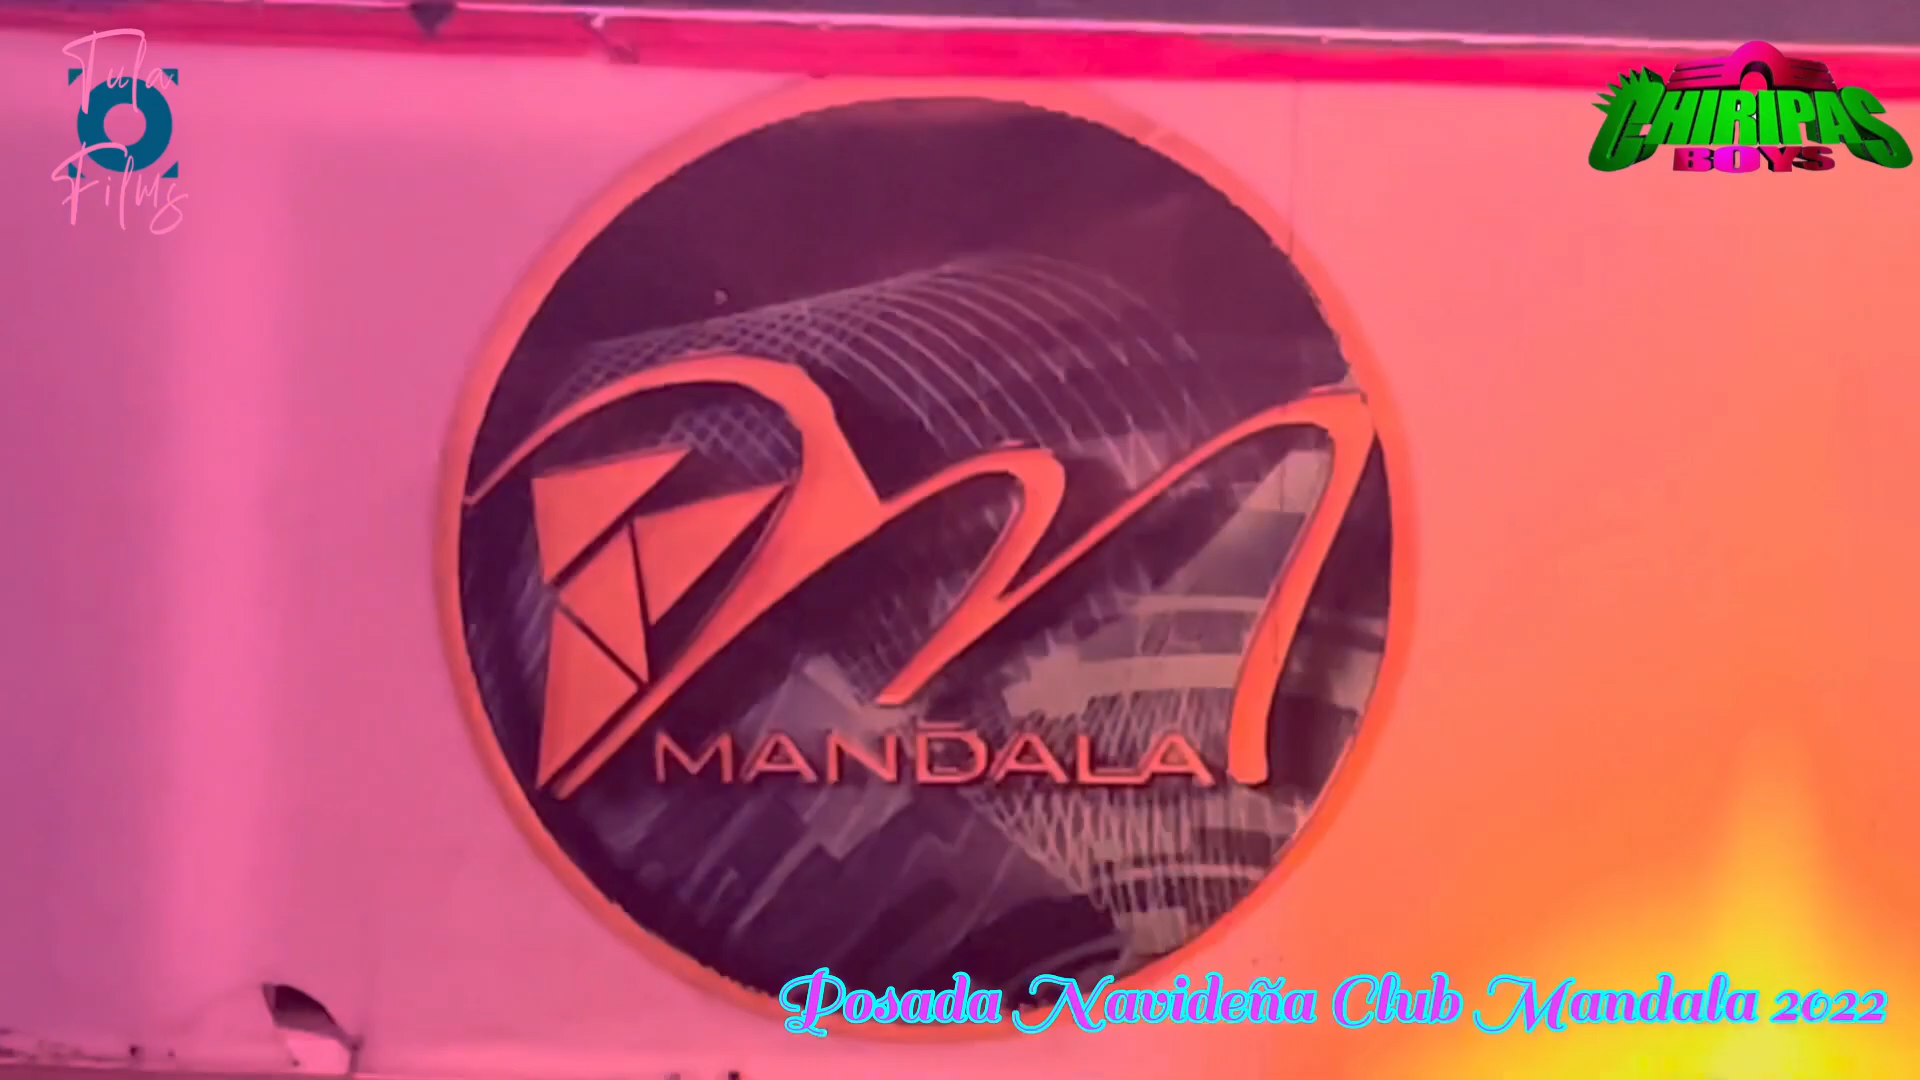 Tula
Films
CHIRIPAS
BOYS
MANDALA
Posada Navideña Club Mandala 2022